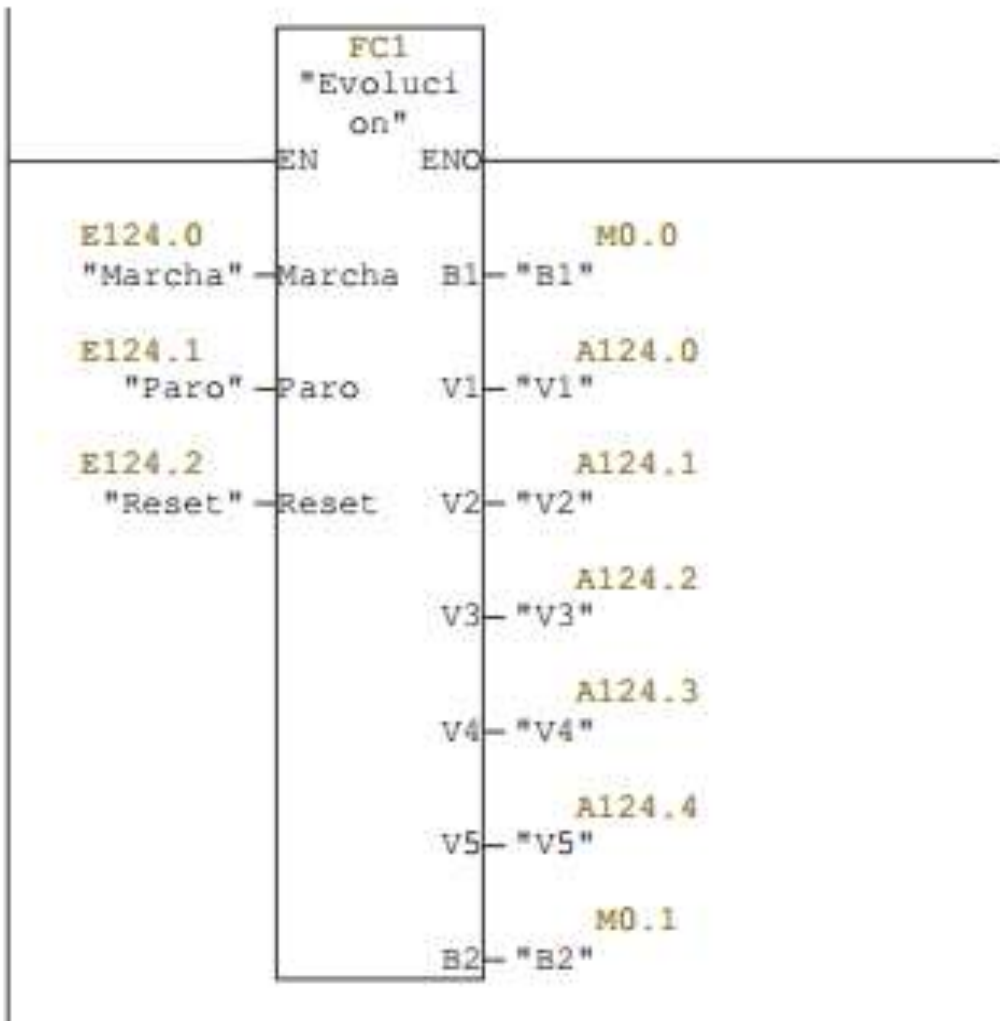 FC1
"Evoluci
on"
EN ENO
E124.0 M0.0
"Marcha" Marcha B1 "B1"
E124.1 A124.0
"Paro" Paro V1 "V1"
E124.2 A124.1
"Reset" Reset V2 "V2"
A124.2
V3 "V3"
A124.3
V4 "V4"
A124.4
V5 "V5"
M0.1
B2 "B2"